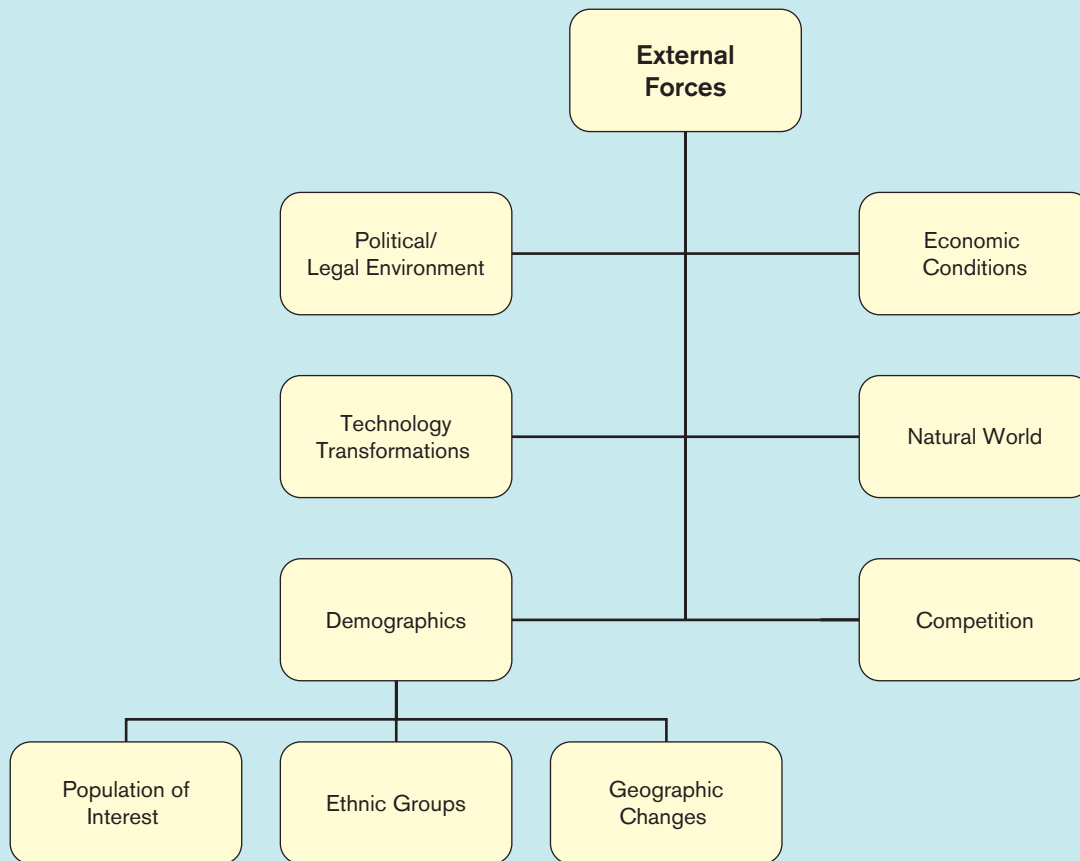 External
Forces
Political/
Legal Environment
Economic
Conditions
Technology
Transformations
Natural World
Demographics
Competition
Population of
Interest
Ethnic Groups
Geographic
Changes